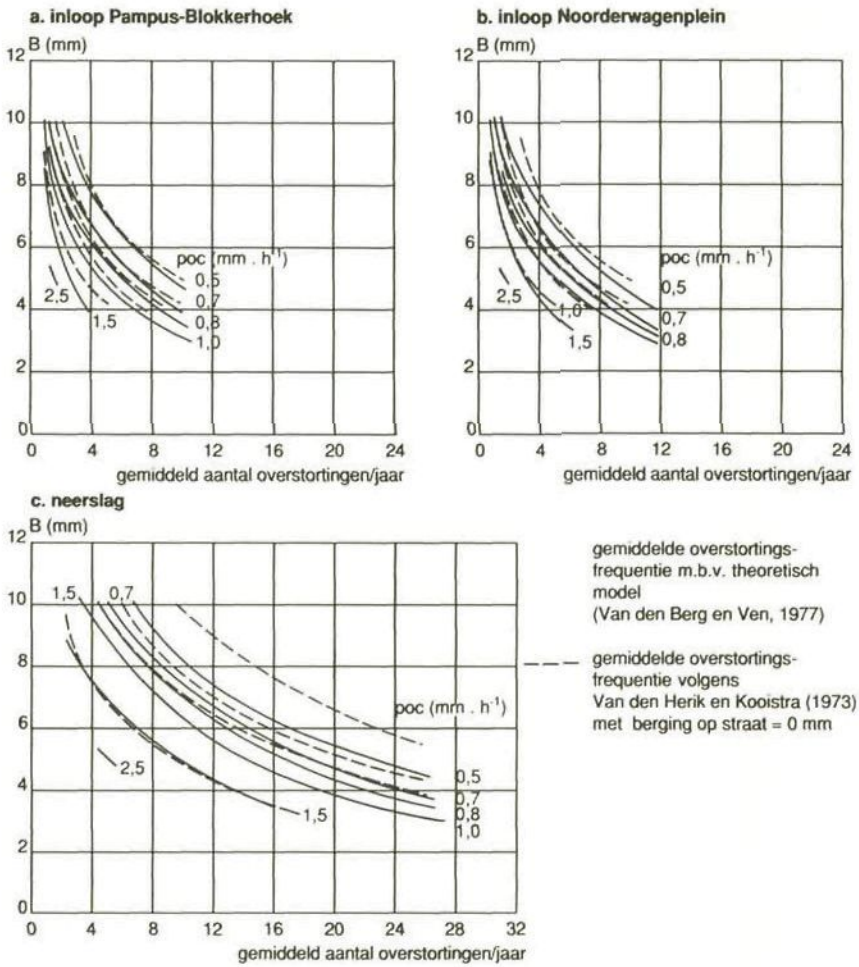 a. inloop Pampus-Blokkerhoek
B (mm)
12
10
8
6
4
2
0
poc (mm . h⁻¹)
0,5
0,7
0,8
1,0
2,5
1,5
0 4 8 12 16 20 24
gemiddeld aantal overstortingen/jaar
b. inloop Noorderwagenplein
B (mm)
12
10
8
6
4
2
0
poc (mm . h⁻¹)
0,5
0,7
0,8
2,5
1,0
1,5
0 4 8 12 16 20 24
gemiddeld aantal overstortingen/jaar
c. neerslag
B (mm)
12
10
8
6
4
2
0
1,5 0,7
poc (mm . h⁻¹)
0,5
0,7
0,8
1,0
2,5
1,5
0 4 8 12 16 20 24 28 32
gemiddeld aantal overstortingen/jaar
gemiddelde overstortings-
frequentie m.b.v. theoretisch
model
(Van den Berg en Ven, 1977)
gemiddelde overstortings-
frequentie volgens
Van den Herik en Kooistra (1973)
met berging op straat = 0 mm